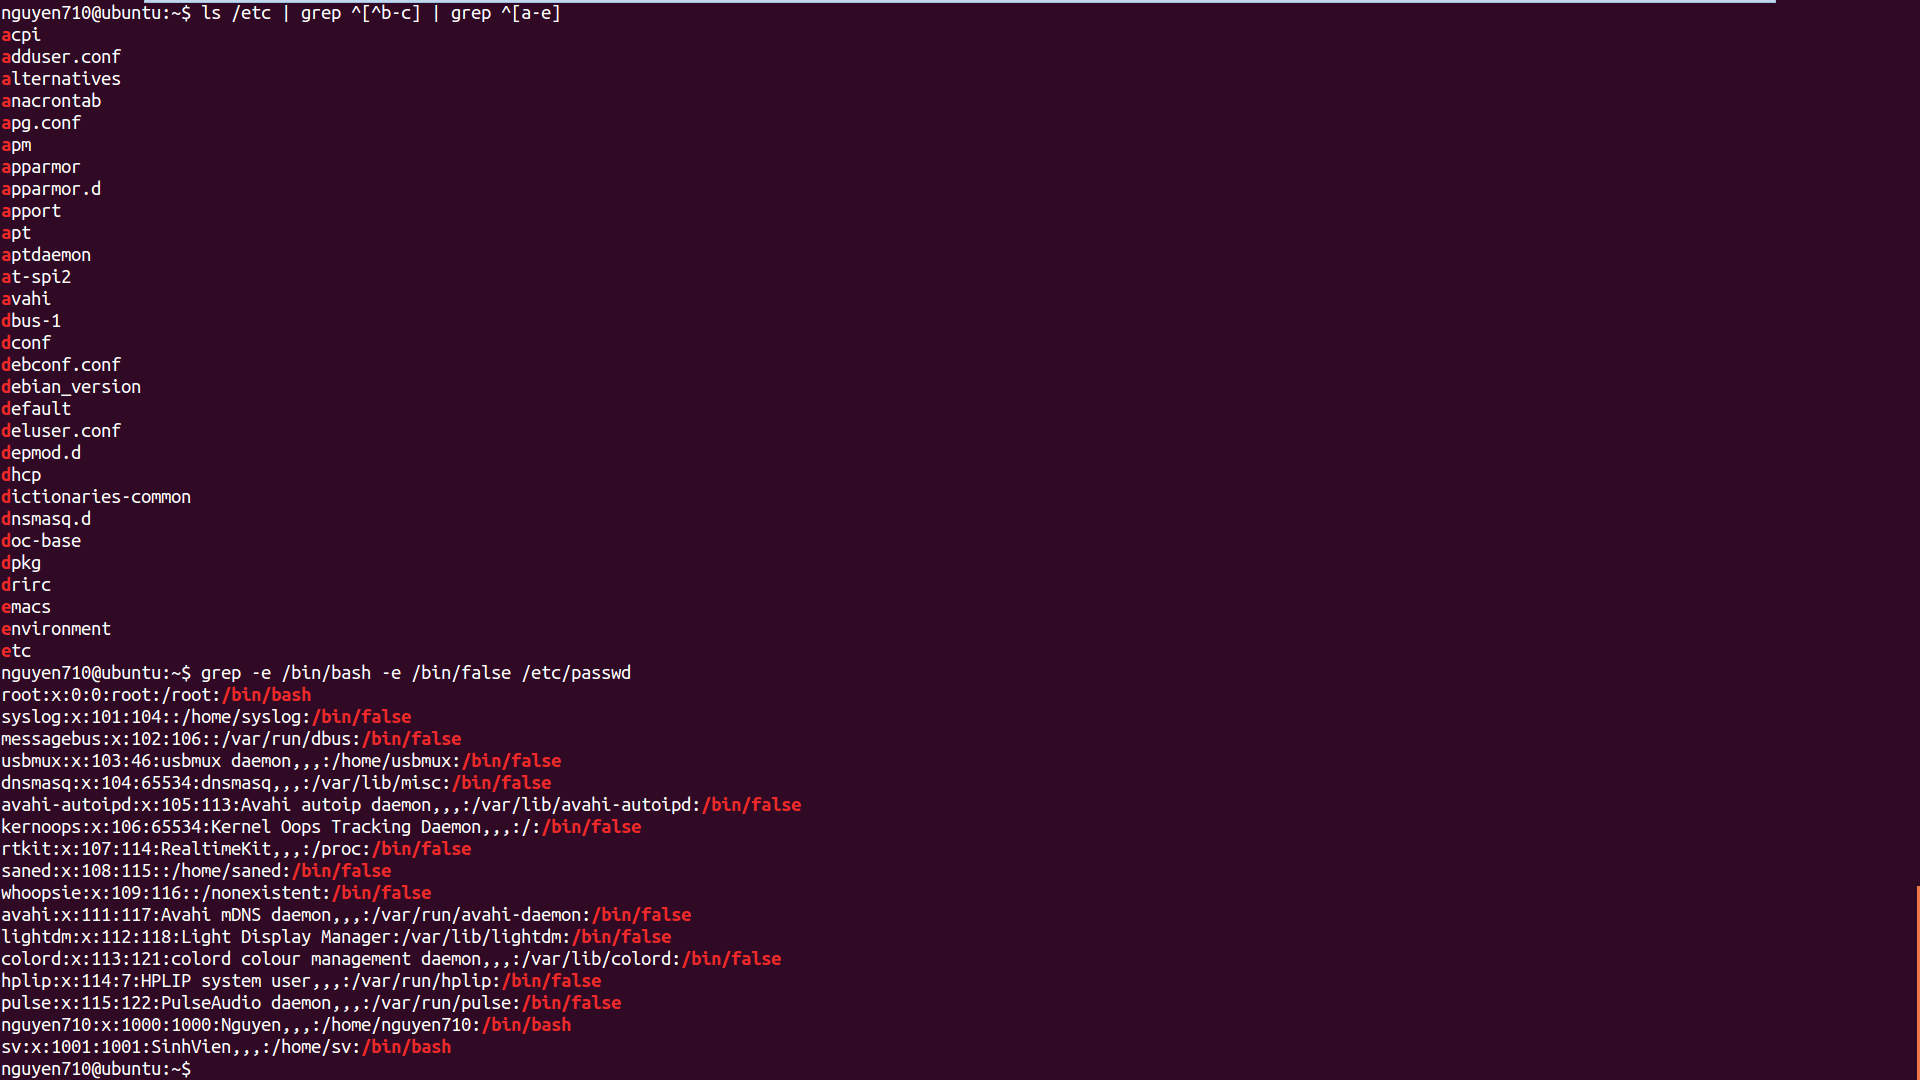 nguyen710@ubuntu:~$ ls /etc | grep ^[^b-c] | grep ^[a-e]
acpi
adduser.conf
alternatives
anacrontab
apg.conf
apm
apparmor
apparmor.d
apport
apt
aptdaemon
at-spi2
avahi
dbus-1
dconf
debconf.conf
debian_version
default
deluser.conf
depmod.d
dhcp
dictionaries-common
dnsmasq.d
doc-base
dpkg
drirc
emacs
environment
etc
nguyen710@ubuntu:~$ grep -e /bin/bash -e /bin/false /etc/passwd
root:x:0:0:root:/root:/bin/bash
syslog:x:101:104::/home/syslog:/bin/false
messagebus:x:102:106::/var/run/dbus:/bin/false
usbmux:x:103:46:usbmux daemon,,,:/home/usbmux:/bin/false
dnsmasq:x:104:65534:dnsmasq,,,:/var/lib/misc:/bin/false
avahi-autoipd:x:105:113:Avahi autoip daemon,,,:/var/lib/avahi-autoipd:/bin/false
kernoops:x:106:65534:Kernel Oops Tracking Daemon,,,:/:/bin/false
rtkit:x:107:114:RealtimeKit,,,:/proc:/bin/false
saned:x:108:115::/home/saned:/bin/false
whoopsie:x:109:116::/nonexistent:/bin/false
avahi:x:111:117:Avahi mDNS daemon,,,:/var/run/avahi-daemon:/bin/false
lightdm:x:112:118:Light Display Manager:/var/lib/lightdm:/bin/false
colord:x:113:121:colord colour management daemon,,,:/var/lib/colord:/bin/false
hplip:x:114:7:HPLIP system user,,,:/var/run/hplip:/bin/false
pulse:x:115:122:PulseAudio daemon,,,:/var/run/pulse:/bin/false
nguyen710:x:1000:1000:Nguyen,,,:/home/nguyen710:/bin/bash
sv:x:1001:1001:SinhVien,,,:/home/sv:/bin/bash
nguyen710@ubuntu:~$